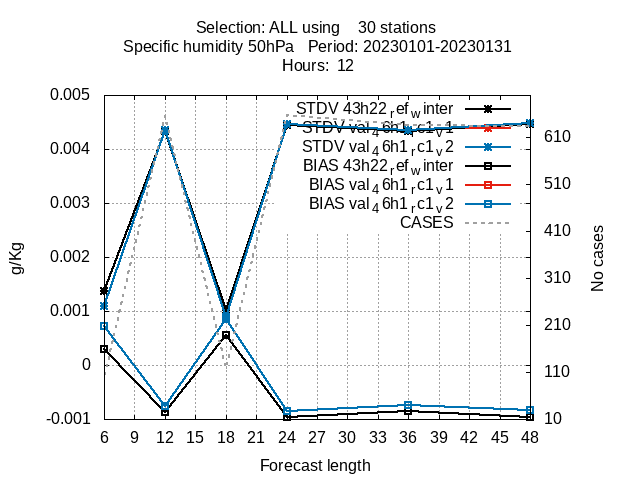 Selection: ALL using    30 stations
Specific humidity 50hPa   Period: 20230101-20230131
Hours:  12
STDV 43h22_ref_winter
STDV val_46h1_rc1_v1
STDV val_46h1_rc1_v2
BIAS 43h22_ref_winter
BIAS val_46h1_rc1_v1
BIAS val_46h1_rc1_v2
CASES
0.005
0.004
0.003
0.002
0.001
0
-0.001
g/Kg
610
510
410
310
210
110
10
No cases
6 9 12 15 18 21 24 27 30 33 36 39 42 45 48
Forecast length